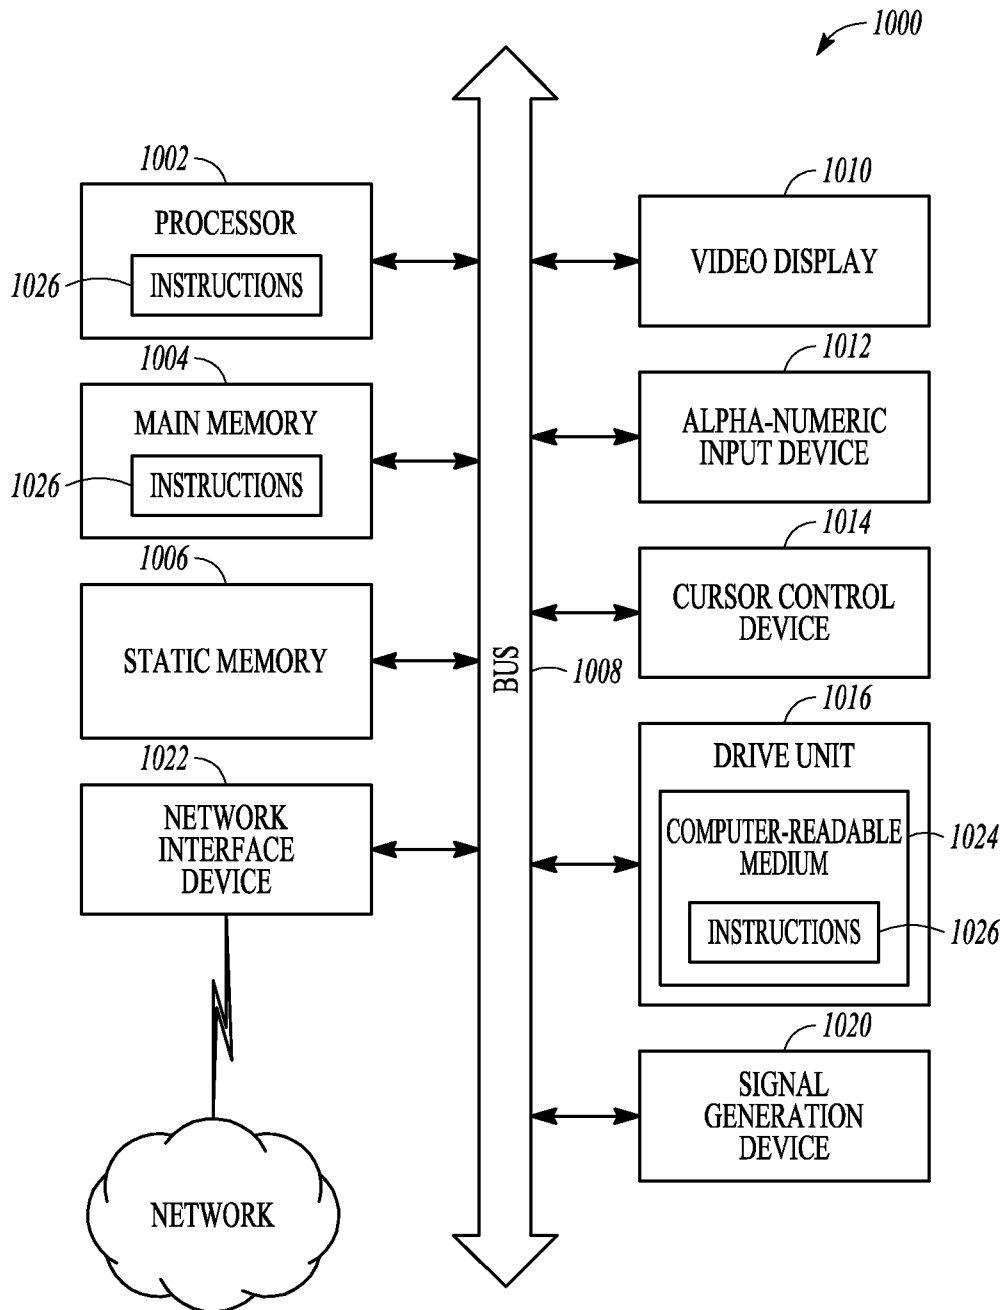 1000
1002
PROCESSOR
1026
INSTRUCTIONS
1004
MAIN MEMORY
1026
INSTRUCTIONS
1006
STATIC MEMORY
1022
NETWORK
INTERFACE
DEVICE
NETWORK
BUS
1008
1010
VIDEO DISPLAY
1012
ALPHA-NUMERIC
INPUT DEVICE
1014
CURSOR CONTROL
DEVICE
1016
DRIVE UNIT
COMPUTER-READABLE
MEDIUM
1024
INSTRUCTIONS
1026
1020
SIGNAL
GENERATION
DEVICE